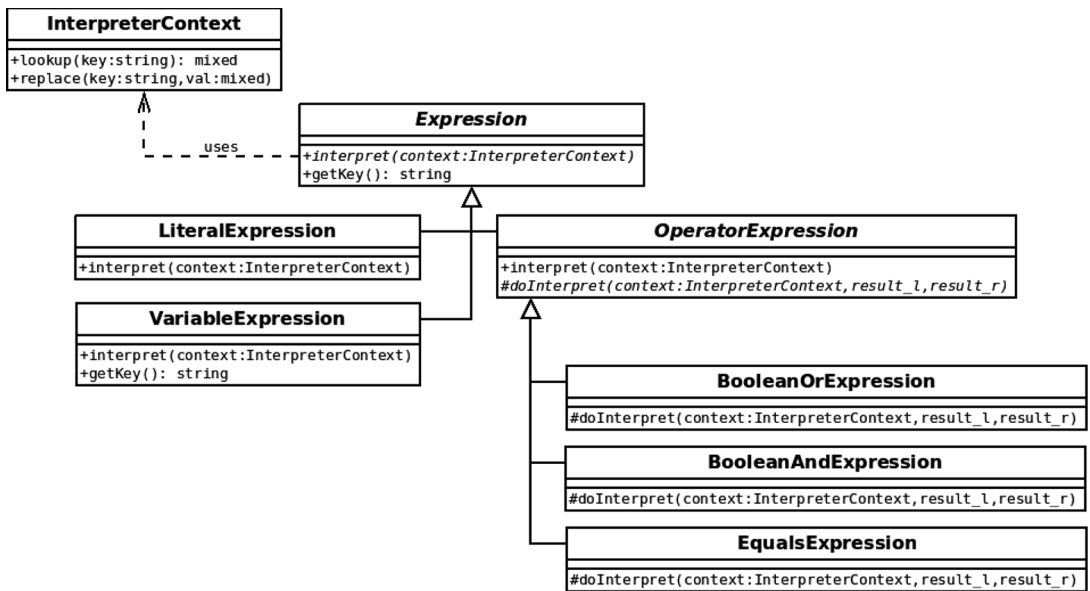 InterpreterContext
+lookup(key:string): mixed
+replace(key:string,val:mixed)
uses
Expression
+interpret(context:InterpreterContext)
+getKey(): string
LiteralExpression
+interpret(context:InterpreterContext)
OperatorExpression
+interpret(context:InterpreterContext)
#doInterpret(context:InterpreterContext,result_l,result_r)
VariableExpression
+interpret(context:InterpreterContext)
+getKey(): string
BooleanOrExpression
#doInterpret(context:InterpreterContext,result_l,result_r)
BooleanAndExpression
#doInterpret(context:InterpreterContext,result_l,result_r)
EqualsExpression
#doInterpret(context:InterpreterContext,result_l,result_r)